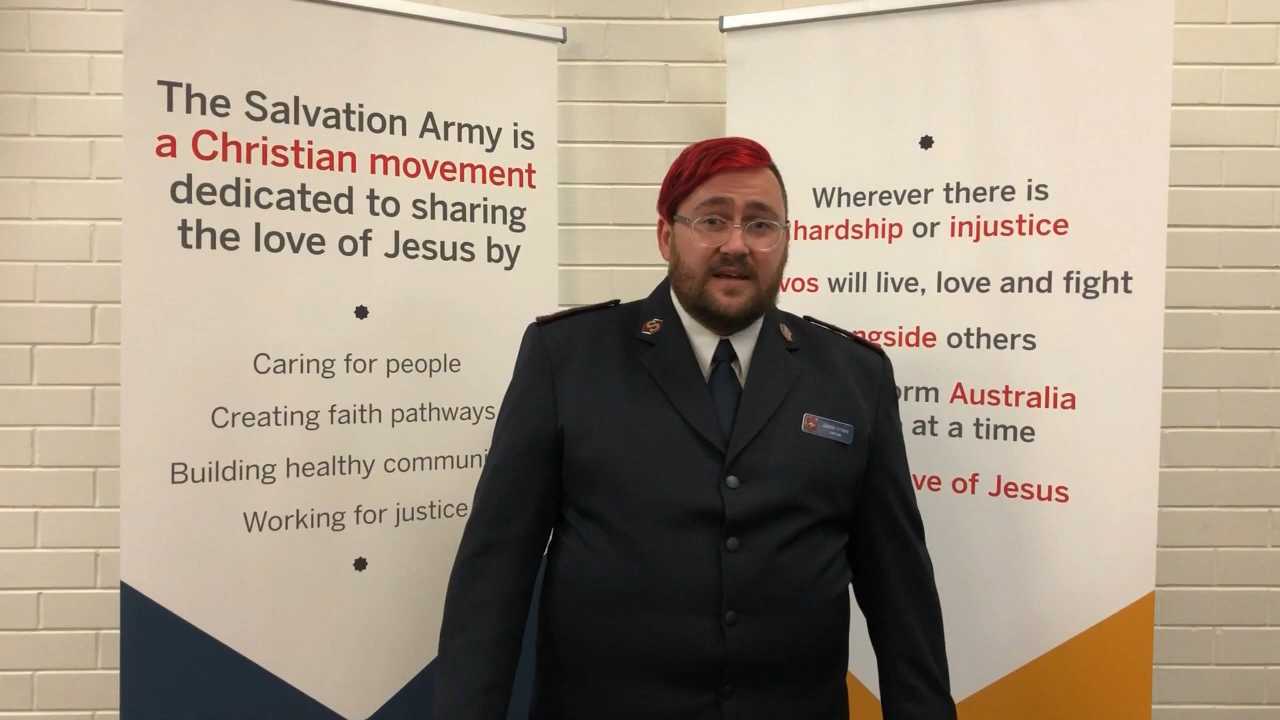 The Salvation Army is
a Christian movement
dedicated to sharing
the love of Jesus by
Caring for people
Creating faith pathways
Building healthy communi
Working for justice
Wherever there is
hardship or injustice
vos will live, love and fight
ngside others
orm Australia
at a time
ve of Jesus